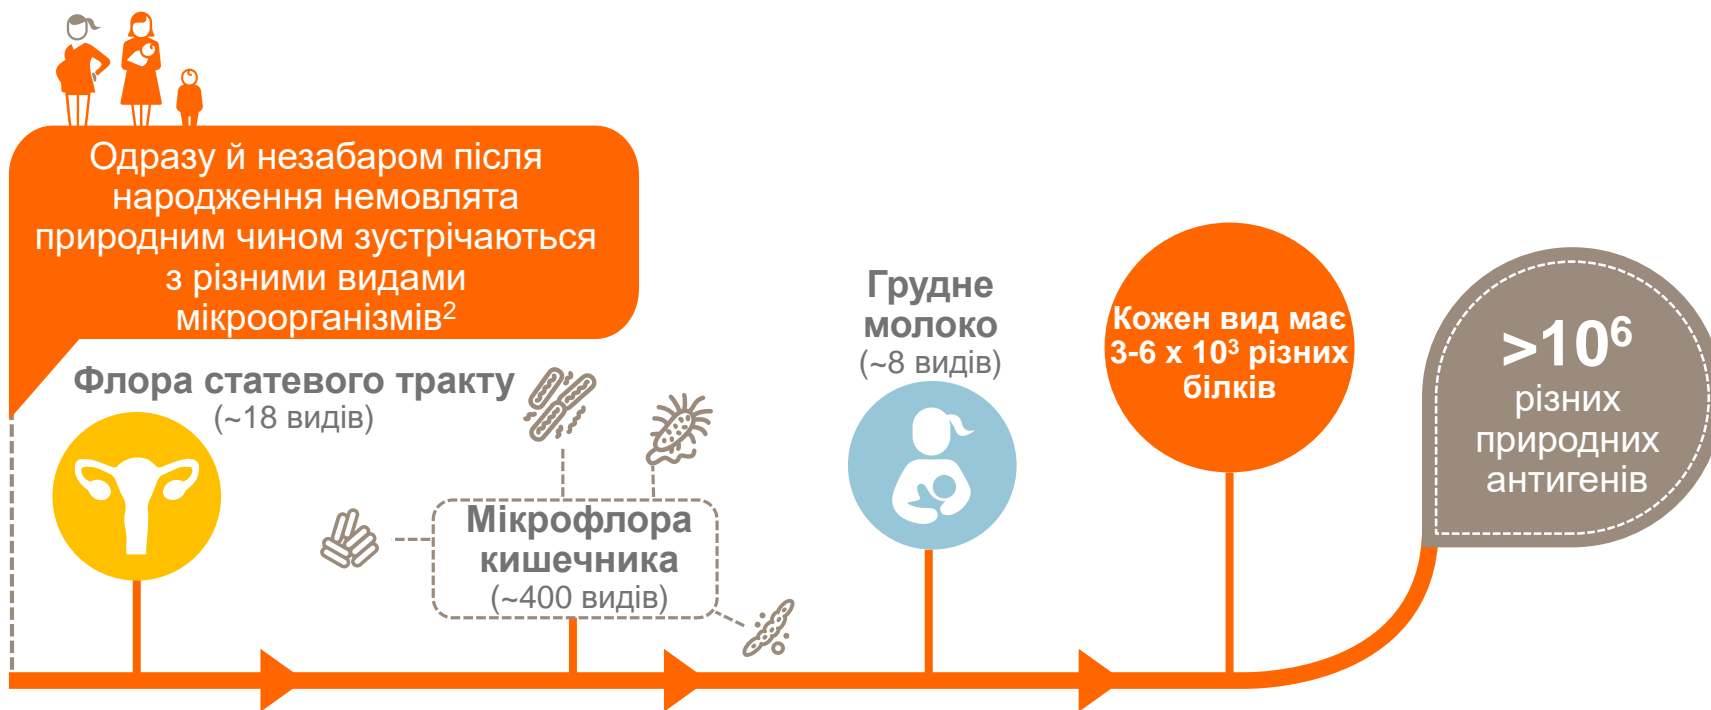 Одразу й незабаром після
народження немовлята
природним чином зустрічаються
з різними видами
мікроорганізмів²
Флора статевого тракту
(~18 видів)
Мікрофлора
кишечника
(~400 видів)
Грудне
молоко
(~8 видів)
Кожен вид має
3-6 x 10³ різних
білків
>10⁶
різних
природних
антигенів